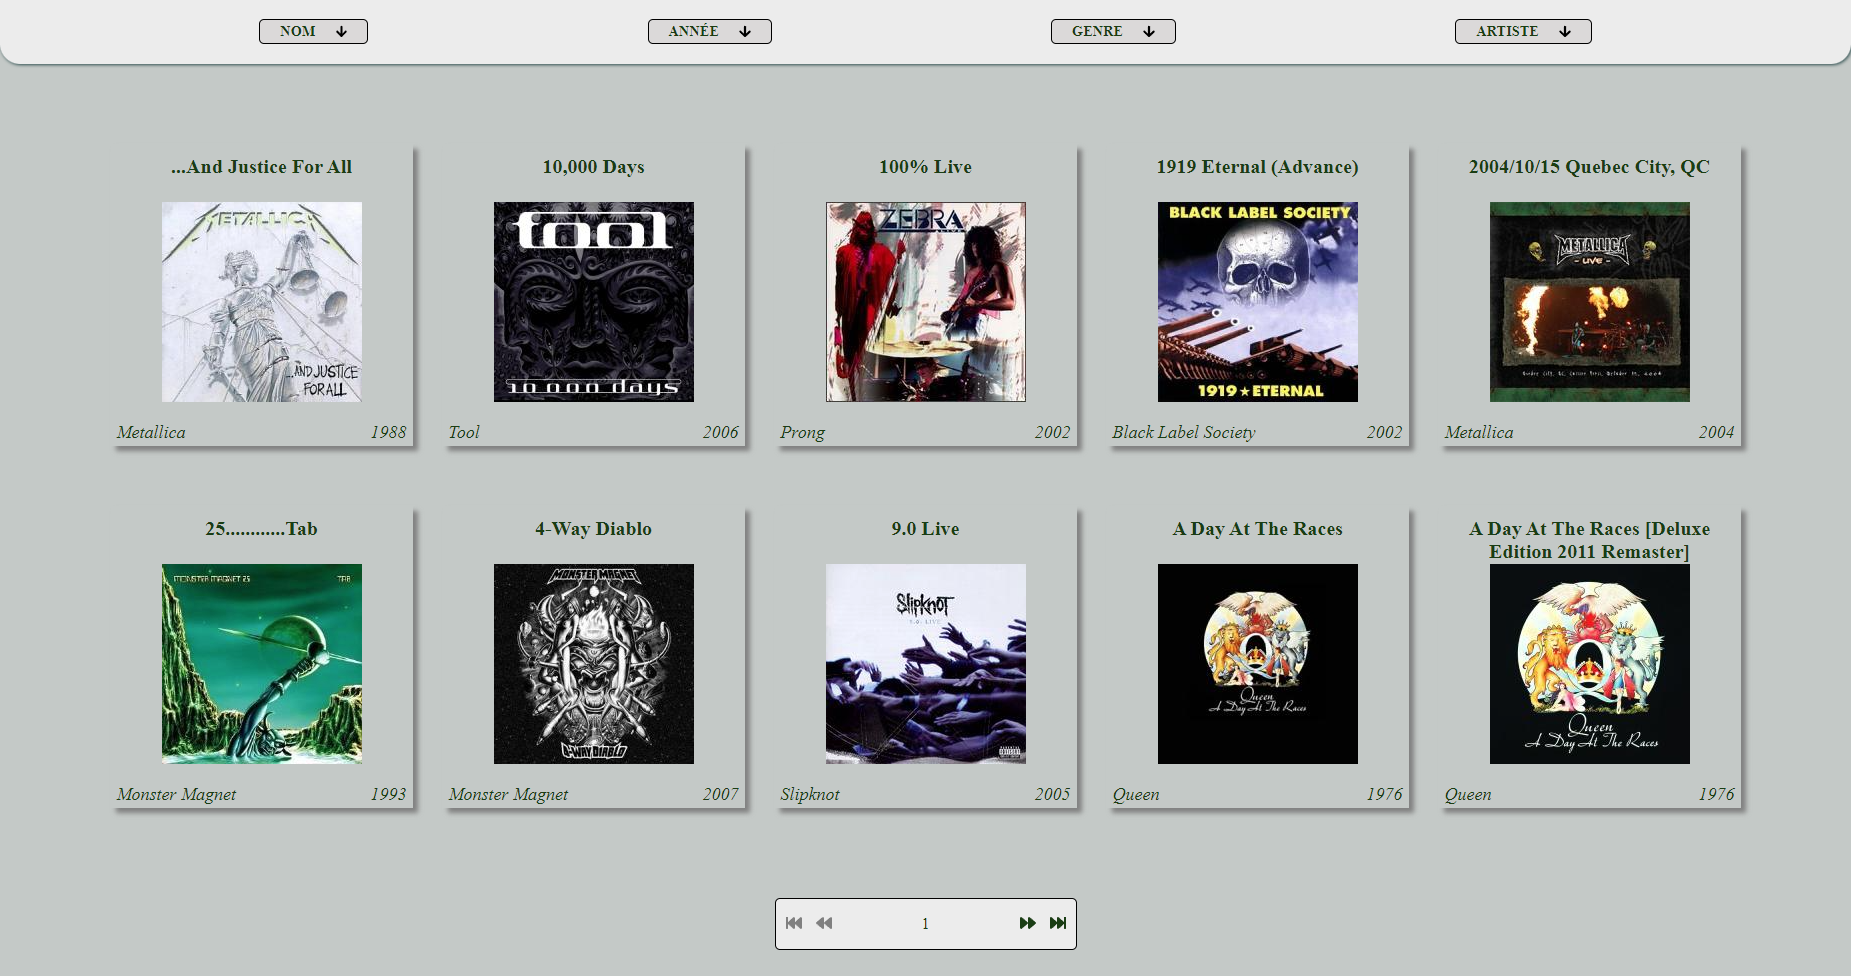 NOM
ANNÉE
GENRE
ARTISTE
...And Justice For All
10,000 Days
100% Live
1919 Eternal (Advance)
2004/10/15 Quebec City, QC
METALLICA
...AND JUSTICE
FOR ALL
TOOL
10,000 days
ZEBRA
BLACK LABEL SOCIETY
1919 ★ ETERNAL
METALLICA
- LIVE -
Metallica 1988
Tool 2006
Prong 2002
Black Label Society 2002
Metallica 2004
25............Tab
4-Way Diablo
9.0 Live
A Day At The Races
A Day At The Races [Deluxe
Edition 2011 Remaster]
MONSTER MAGNET 25 TAB
MONSTER MAGNET
4-WAY DIABLO
SlipKnoT
9.0: LIVE
Queen
A Day At The Races
Queen
A Day At The Races
Monster Magnet 1993
Monster Magnet 2007
Slipknot 2005
Queen 1976
Queen 1976
1